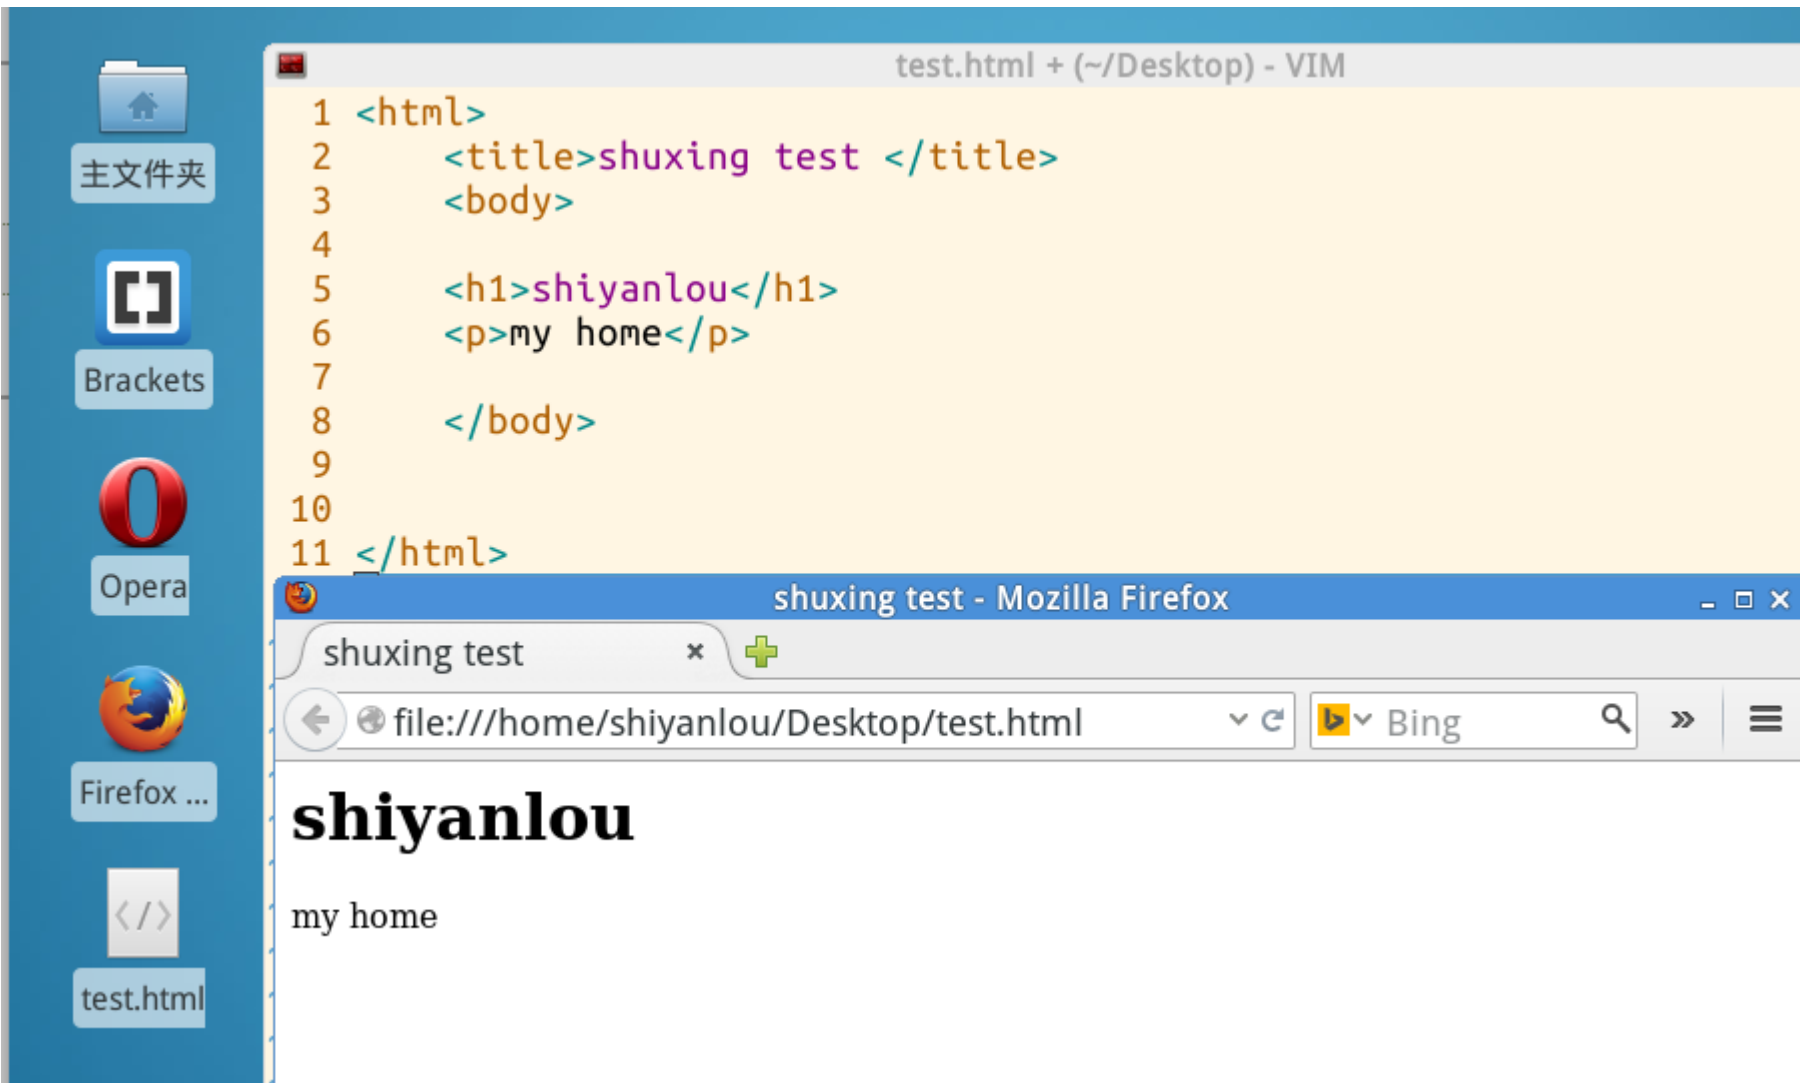 主文件夹
Brackets
Opera
Firefox ...
test.html
test.html + (~/Desktop) - VIM
1 <html>
2     <title>shuxing test </title>
3     <body>
4
5     <h1>shiyanlou</h1>
6     <p>my home</p>
7
8     </body>
9
10
11 </html>
shuxing test - Mozilla Firefox
shuxing test
file:///home/shiyanlou/Desktop/test.html
Bing
shiyanlou
my home